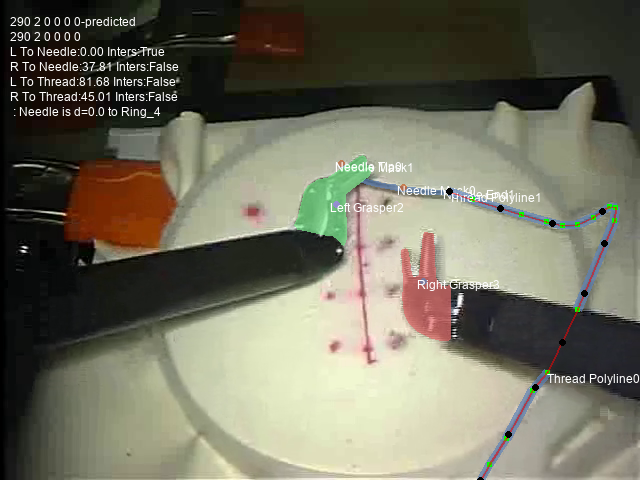 290 2 0 0 0 0-predicted
290 2 0 0 0 0
L To Needle:0.00 Inters:True
R To Needle:37.81 Inters:False
L To Thread:81.68 Inters:False
R To Thread:45.01 Inters:False
: Needle is d=0.0 to Ring_4
Needle
Needle
Thread Polyline1
Left Grasper2
Right Grasper3
Thread Polyline0